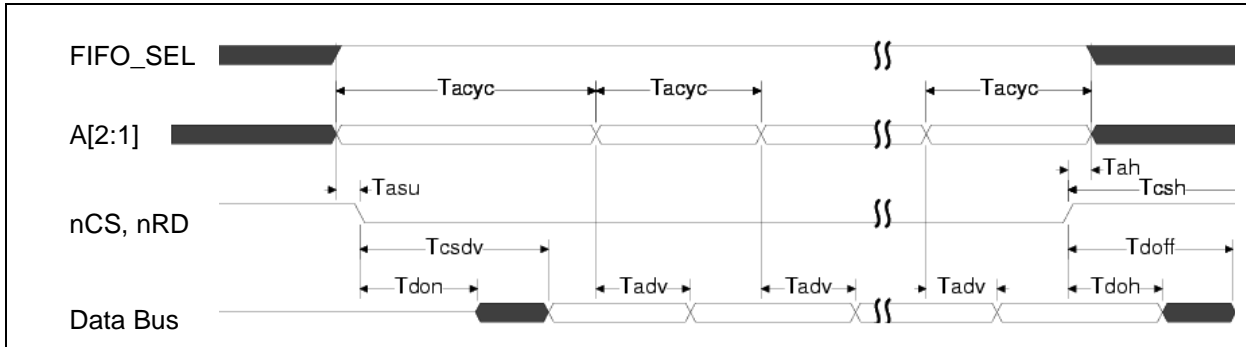 FIFO_SEL
Tacyc Tacyc Tacyc
A[2:1]
Tasu Tah
Tcsh
nCS, nRD
Tcsdv Tdoff
Tdon Tadv Tadv Tadv Tdoh
Data Bus